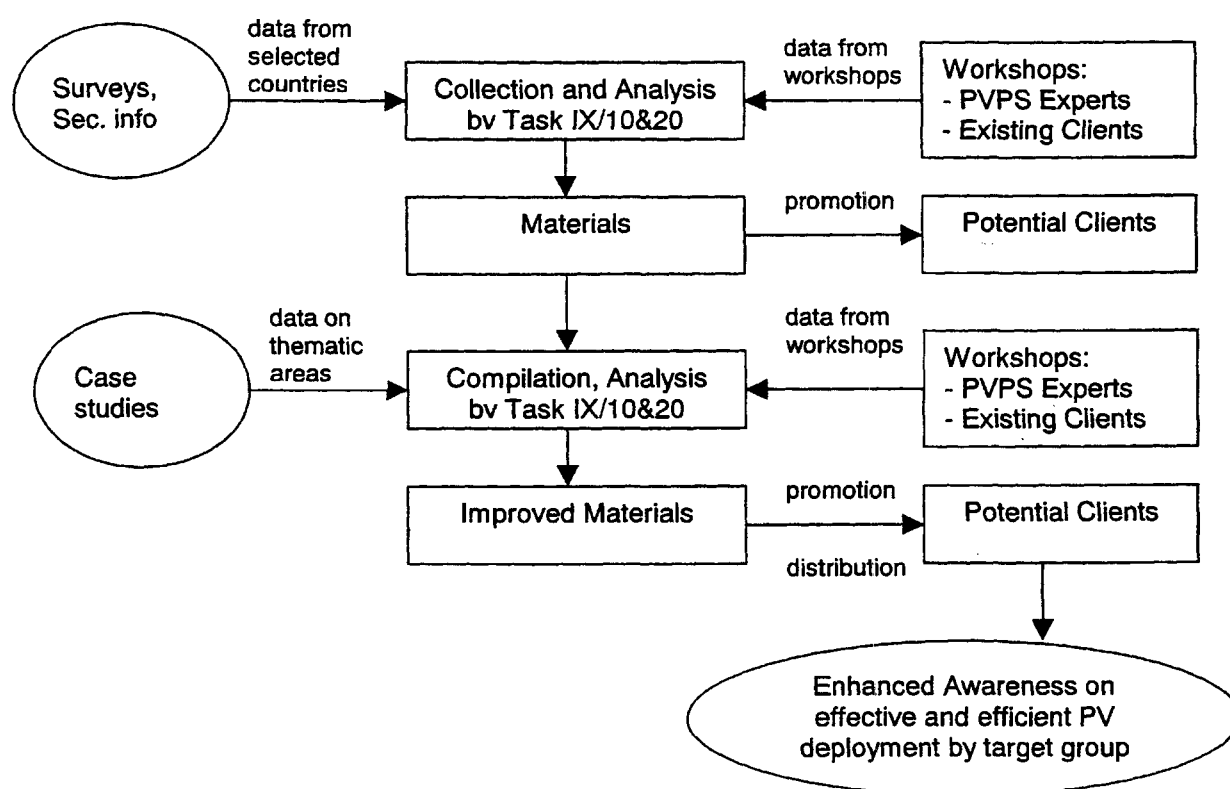 data from
selected
countries
Surveys,
Sec. info
Collection and Analysis
by Task IX/10&20
data from
workshops
Workshops:
- PVPS Experts
- Existing Clients
Materials
promotion
Potential Clients
data on
thematic
areas
Case
studies
Compilation, Analysis
by Task IX/10&20
data from
workshops
Workshops:
- PVPS Experts
- Existing Clients
Improved Materials
promotion
distribution
Potential Clients
Enhanced Awareness on
effective and efficient PV
deployment by target group